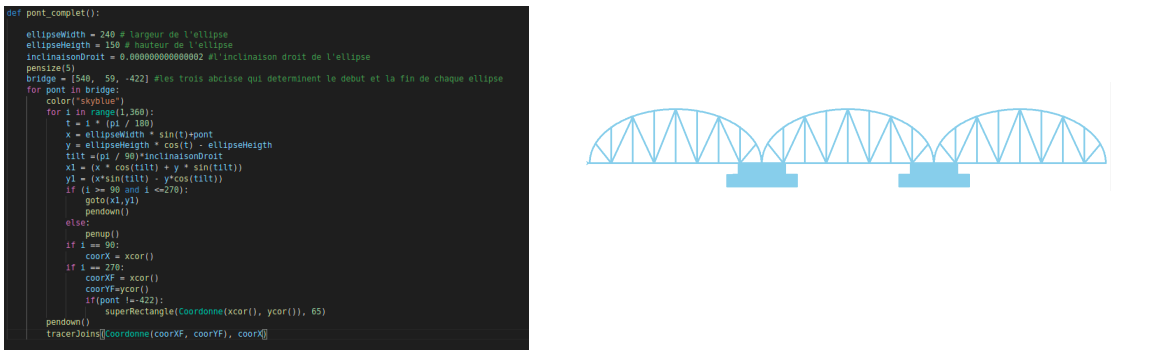 def pont_complet():
ellipseWidth = 240 # largeur de l'ellipse
ellipseHeigth = 150 # hauteur de l'ellipse
inclinaisonDroit = 0.000000000000002 #l'inclinaison droit de l'ellipse
pensize(5)
bridge = [540, 59, -422] #les trois abcisse qui determinent le debut et la fin de chaque ellipse
for pont in bridge:
color("skyblue")
for i in range(1,360):
t = i * (pi / 180)
x = ellipseWidth * sin(t)+pont
y = ellipseHeigth * cos(t) - ellipseHeigth
tilt =(pi / 90)*inclinaisonDroit
x1 = (x * cos(tilt) + y * sin(tilt))
y1 = (x*sin(tilt) - y*cos(tilt))
if (i >= 90 and i <=270):
goto(x1,y1)
pendown()
else:
penup()
if i == 90:
coorX = xcor()
if i == 270:
coorXF = xcor()
coorYF=ycor()
if(pont !=-422):
superRectangle(Coordonne(xcor(), ycor()), 65)
pendown()
tracerJoins(Coordonne(coorXF, coorYF), coorX)